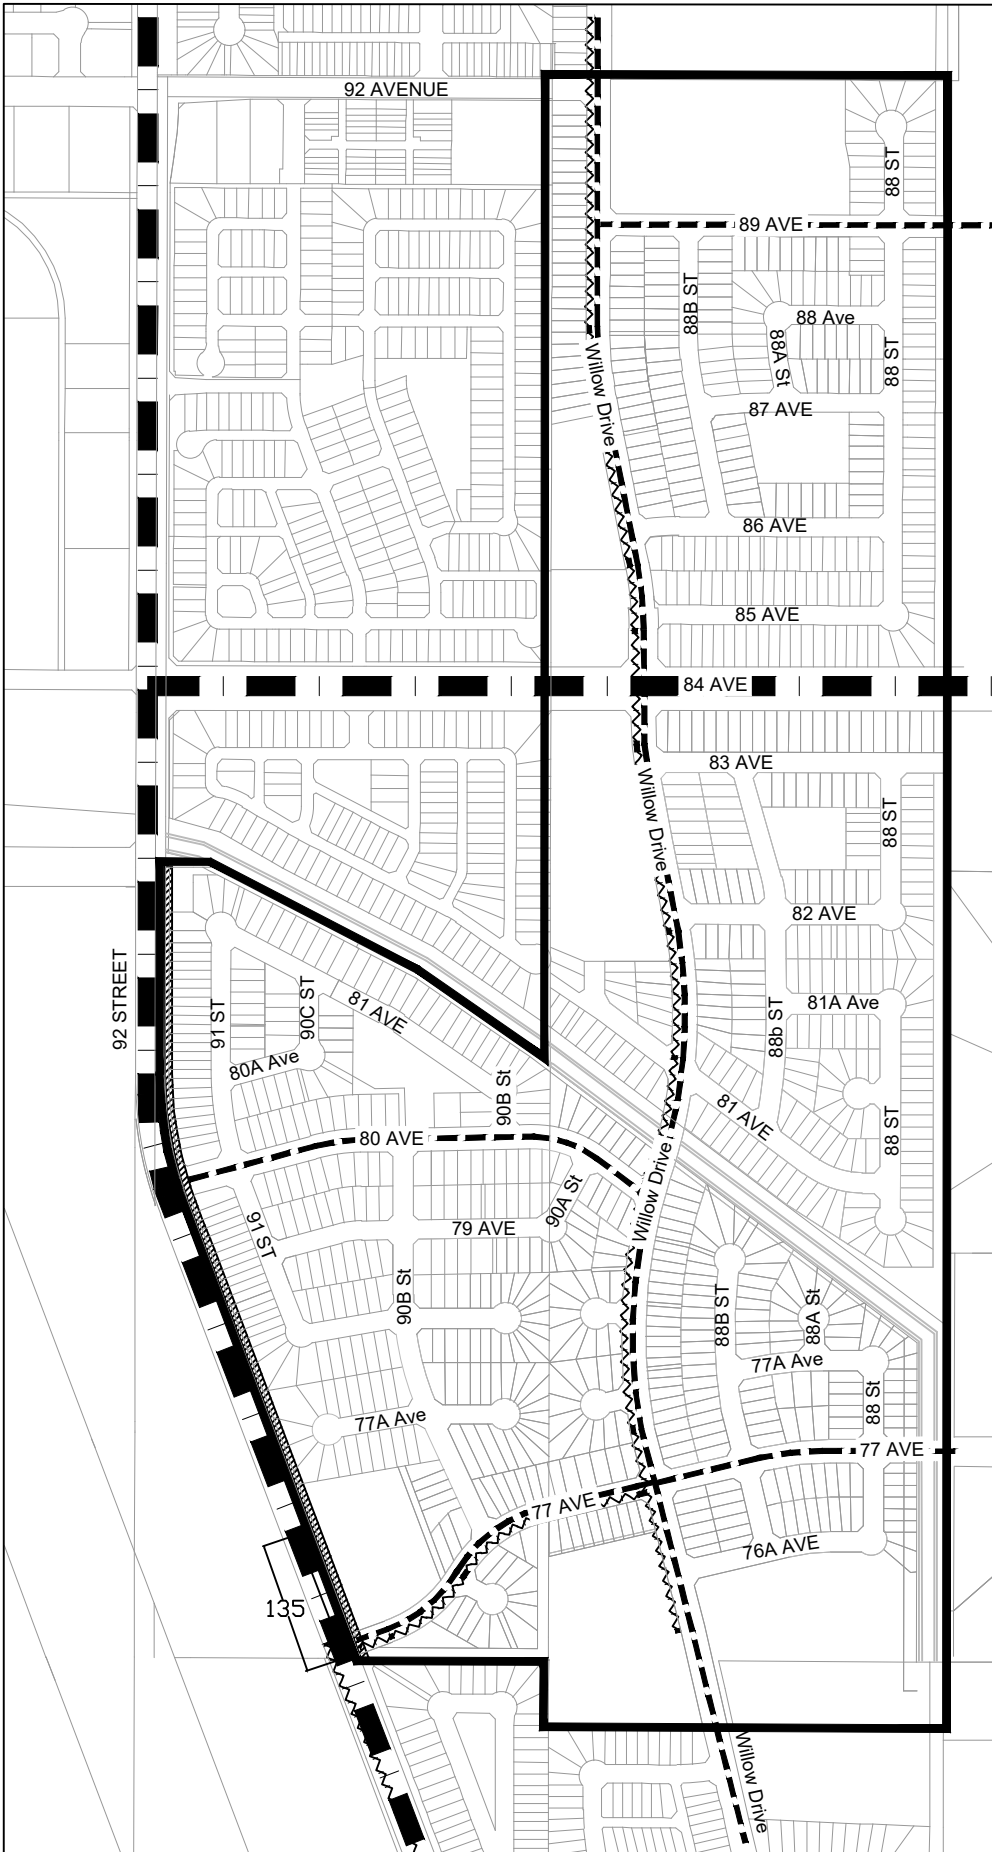 92 AVENUE
88 ST
89 AVE
88B ST
88 Ave
88A St
88 ST
Willow Drive
87 AVE
86 AVE
85 AVE
84 AVE
83 AVE
Willow Drive
88 ST
82 AVE
92 STREET
91 ST
90C ST
81 AVE
81A Ave
88b ST
80A Ave
90B St
81 AVE
88 ST
80 AVE
Willow Drive
90A St
91 ST
79 AVE
90B St
88B ST
88A St
77A Ave
88 St
77A Ave
77 AVE
77 AVE
76A AVE
135
Willow Drive